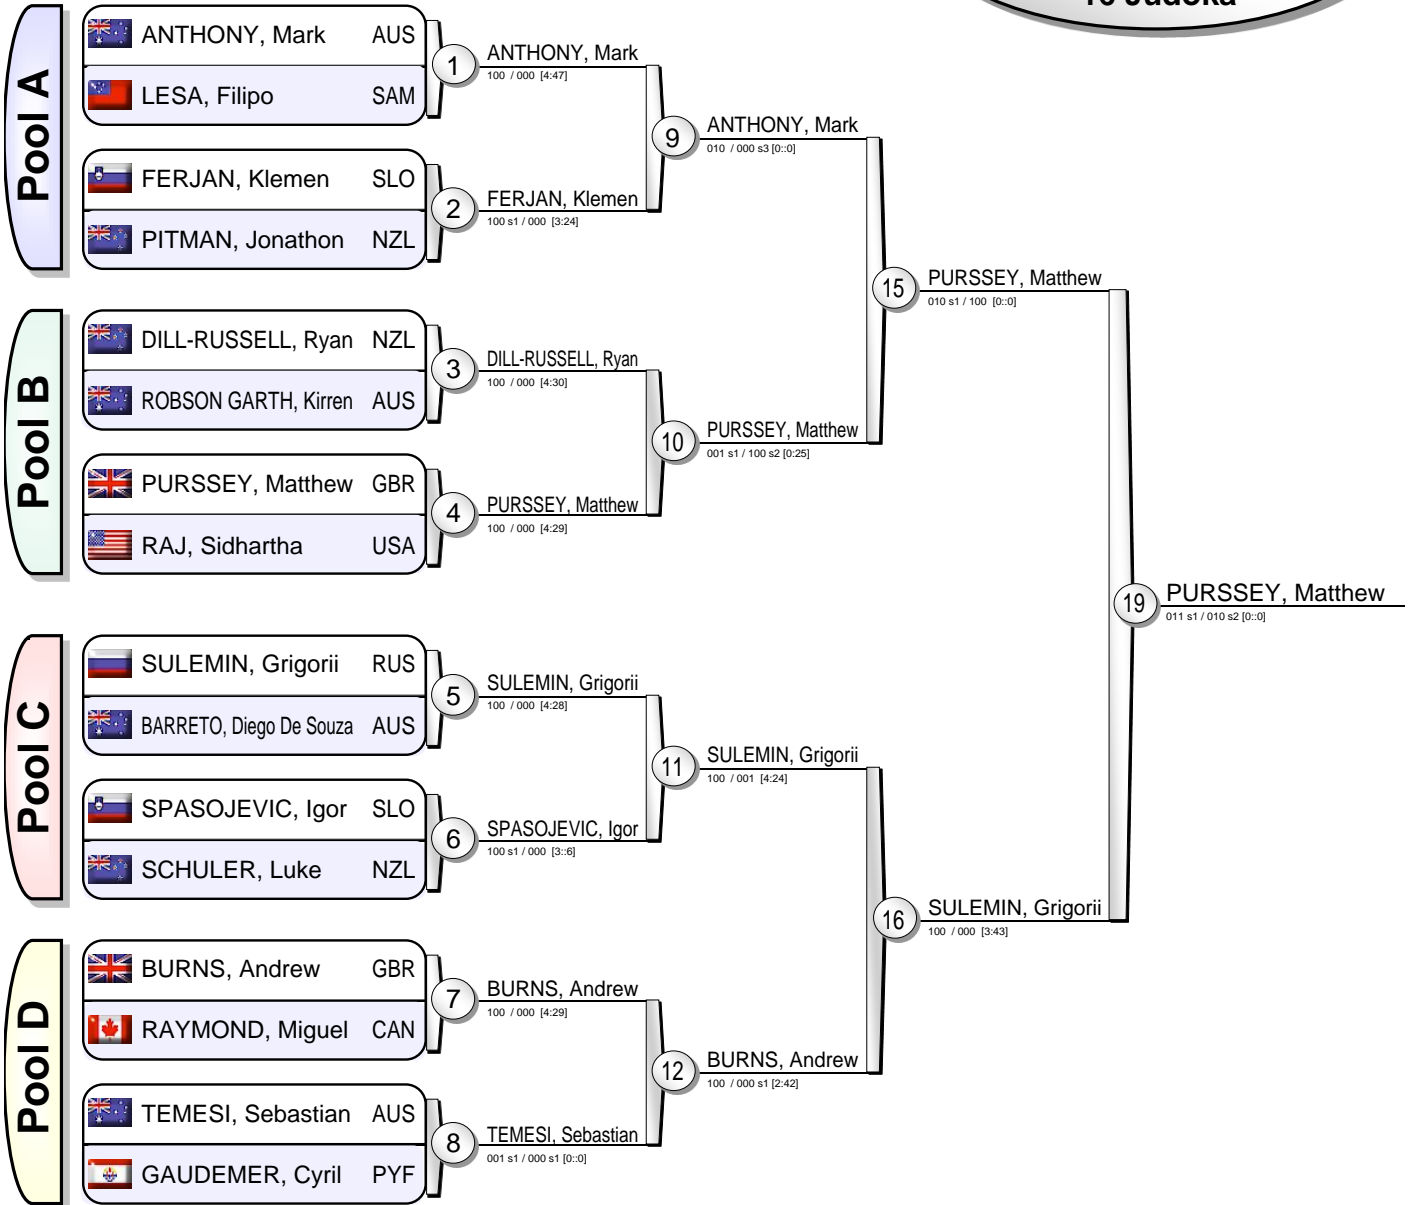 16 Judoka
Pool A
ANTHONY, Mark AUS
LESA, Filipo SAM
1
ANTHONY, Mark
100 / 000 [4:47]
FERJAN, Klemen SLO
PITMAN, Jonathon NZL
2
FERJAN, Klemen
100 s1 / 000 [3:24]
9
ANTHONY, Mark
010 / 000 s3 [0::0]
Pool B
DILL-RUSSELL, Ryan NZL
ROBSON GARTH, Kirren AUS
3
DILL-RUSSELL, Ryan
100 / 000 [4:30]
PURSSEY, Matthew GBR
RAJ, Sidhartha USA
4
PURSSEY, Matthew
100 / 000 [4:29]
10
PURSSEY, Matthew
001 s1 / 100 s2 [0:25]
15
PURSSEY, Matthew
010 s1 / 100 [0::0]
Pool C
SULEMIN, Grigorii RUS
BARRETO, Diego De Souza AUS
5
SULEMIN, Grigorii
100 / 000 [4:28]
SPASOJEVIC, Igor SLO
SCHULER, Luke NZL
6
SPASOJEVIC, Igor
100 s1 / 000 [3::6]
11
SULEMIN, Grigorii
100 / 001 [4:24]
Pool D
BURNS, Andrew GBR
RAYMOND, Miguel CAN
7
BURNS, Andrew
100 / 000 [4:29]
TEMESI, Sebastian AUS
GAUDEMER, Cyril PYF
8
TEMESI, Sebastian
001 s1 / 000 s1 [0::0]
12
BURNS, Andrew
100 / 000 s1 [2:42]
16
SULEMIN, Grigorii
100 / 000 [3:43]
19
PURSSEY, Matthew
011 s1 / 010 s2 [0::0]